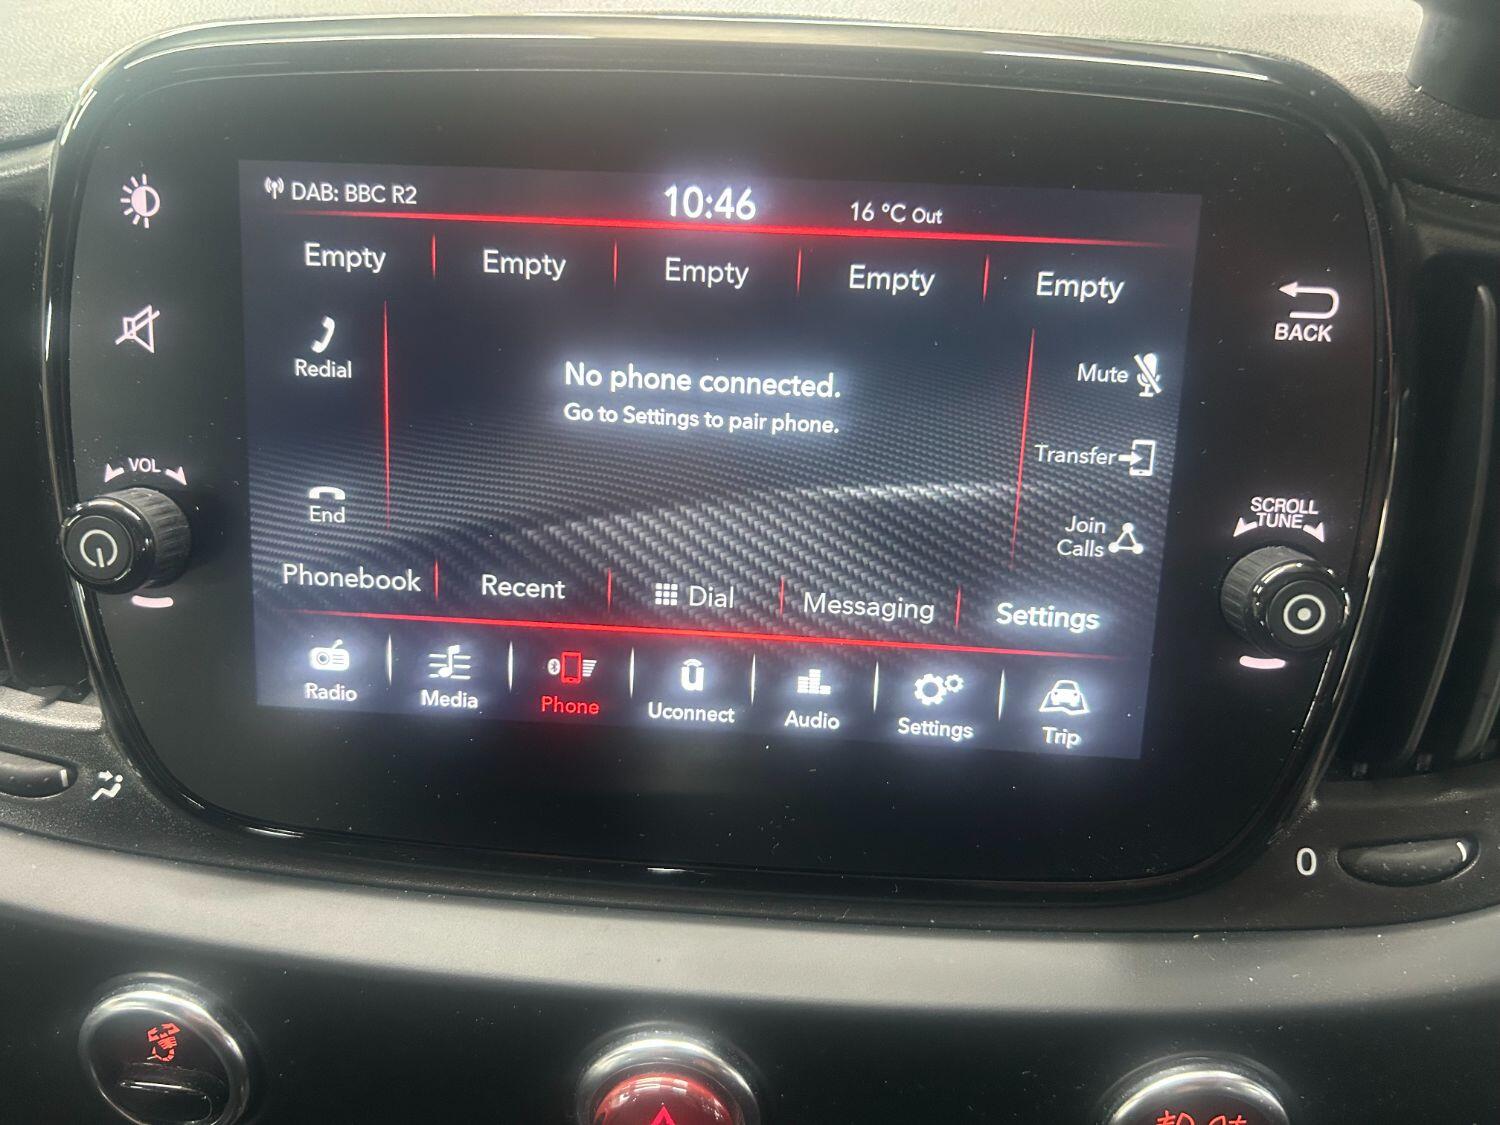 DAB: BBC R2 10:46 16 °C Out
Empty Empty Empty Empty Empty
Redial
No phone connected.
Go to Settings to pair phone.
Mute
Transfer
End
Join
Calls
Phonebook Recent Dial Messaging Settings
Radio Media Phone Uconnect Audio Settings Trip
VOL
BACK
SCROLL
TUNE
0